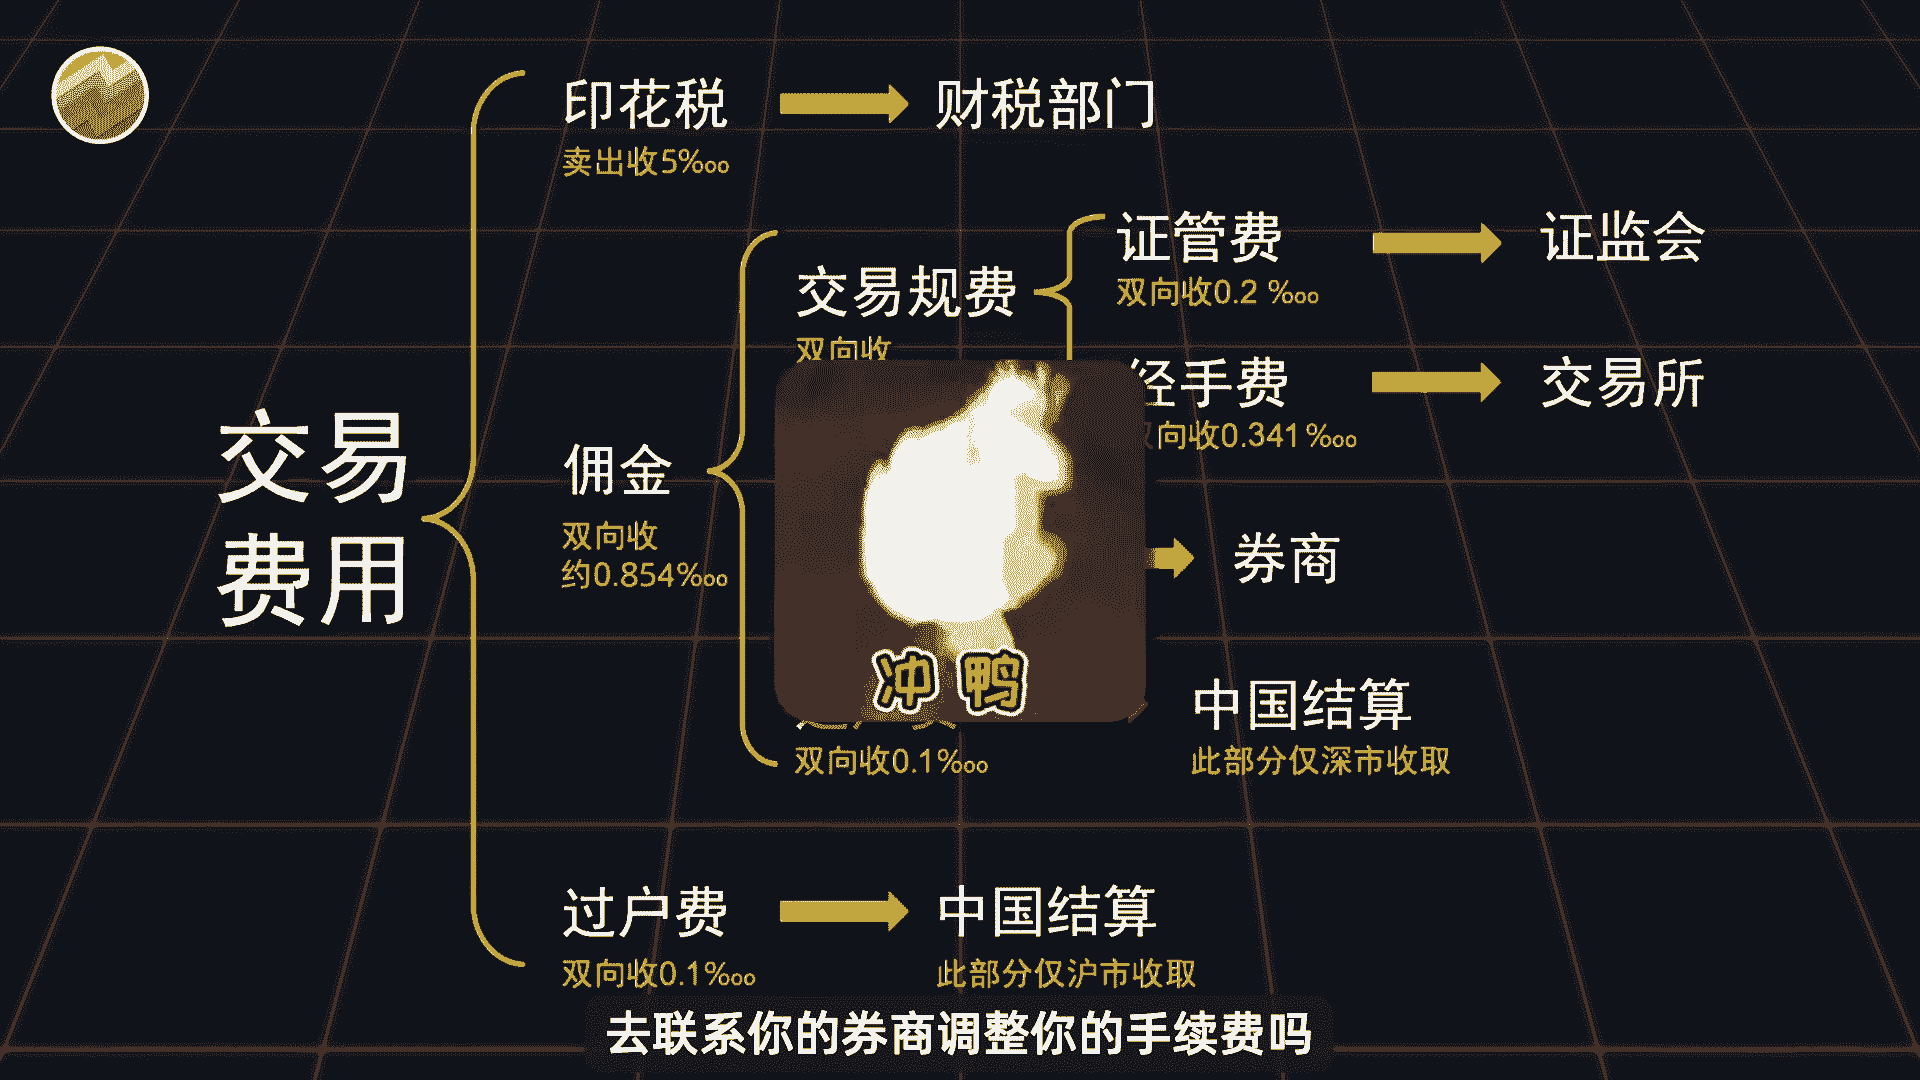 交易
费用
印花税
财税部门
卖出收5‱
佣金
双向收
约0.854‱
交易规费
双向收
证管费
证监会
双向收0.2 ‱
经手费
交易所
双向收0.341‱
券商
冲 鸭
中国结算
双向收0.1‱
此部分仅深市收取
过户费
中国结算
双向收0.1‱
此部分仅沪市收取
去联系你的券商调整你的手续费吗